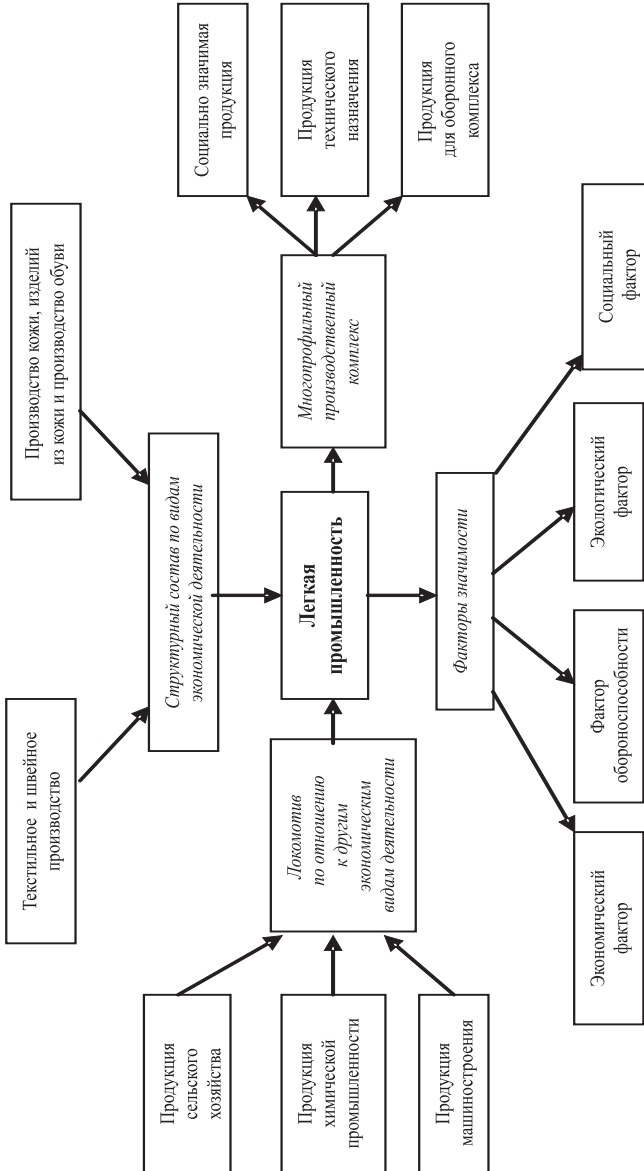 Текстильное и швейное
производство
Производство кожи, изделий
из кожи и производство обуви
Структурный состав по видам
экономической деятельности
Продукция
сельского
хозяйства
Продукция
химической
промышленности
Продукция
машиностроения
Локомотив
по отношению
к другим
экономическим
видам деятельности
Легкая
промышленность
Многопрофильный
производственный
комплекс
Социально значимая
продукция
Продукция
технического
назначения
Продукция
для оборонного
комплекса
Факторы значимости
Экономический
фактор
Фактор
обороноспособности
Экологический
фактор
Социальный
фактор